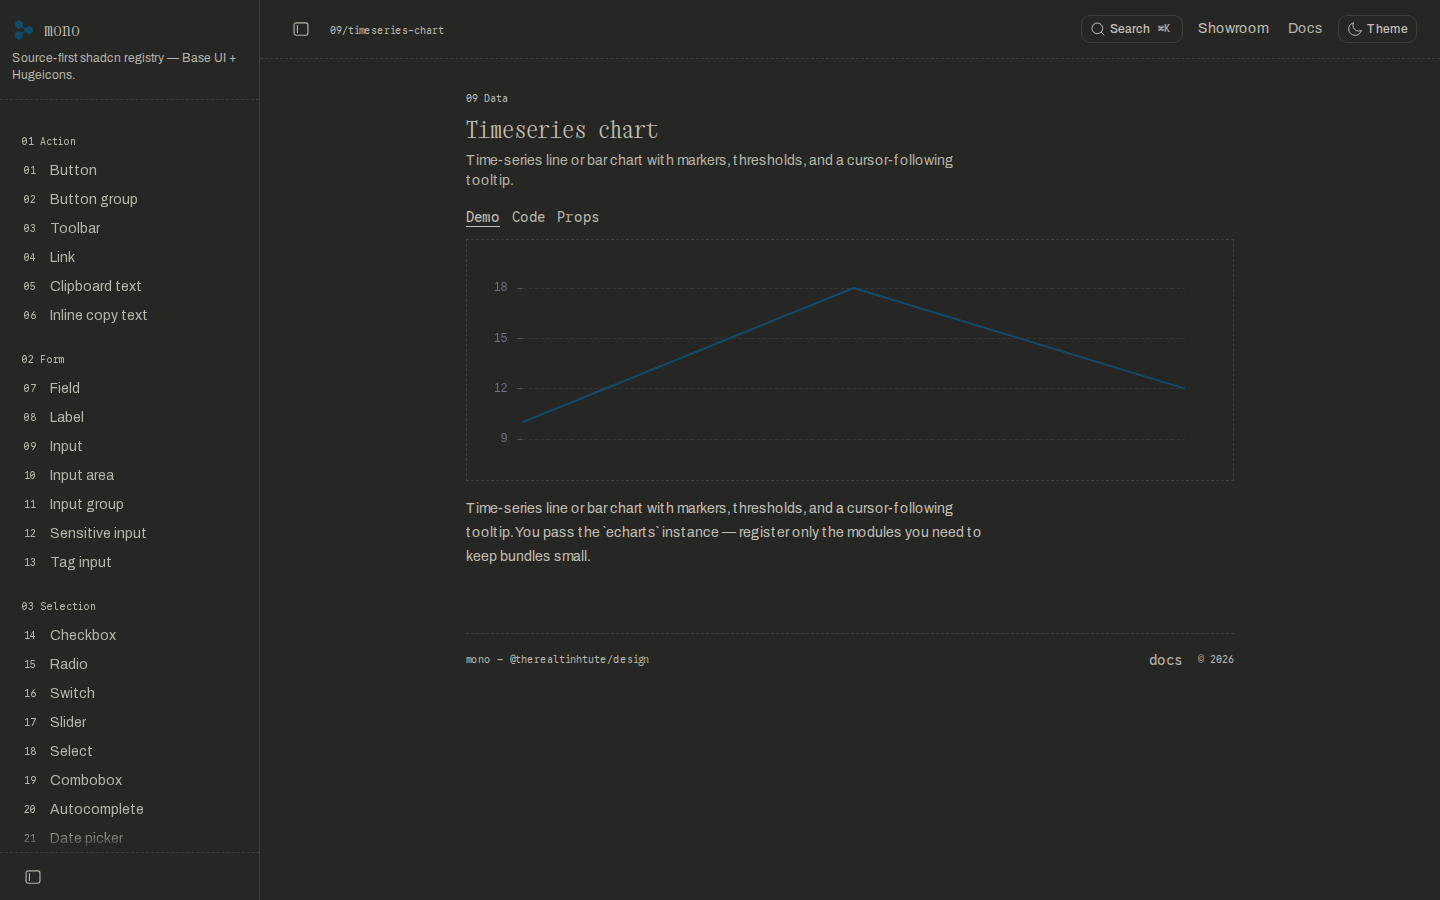 mono
Source-first shadcn registry — Base UI +
Hugeicons.
01 Action
01 Button
02 Button group
03 Toolbar
04 Link
05 Clipboard text
06 Inline copy text
02 Form
07 Field
08 Label
09 Input
10 Input area
11 Input group
12 Sensitive input
13 Tag input
03 Selection
14 Checkbox
15 Radio
16 Switch
17 Slider
18 Select
19 Combobox
20 Autocomplete
21 Date picker
09/timeseries-chart
Search ⌘K
Showroom
Docs
Theme
09 Data
Timeseries chart
Time-series line or bar chart with markers, thresholds, and a cursor-following
tooltip.
Demo Code Props
18
15
12
9
Time-series line or bar chart with markers, thresholds, and a cursor-following
tooltip. You pass the `echarts` instance — register only the modules you need to
keep bundles small.
mono — @therealtinhtute/design
docs © 2026